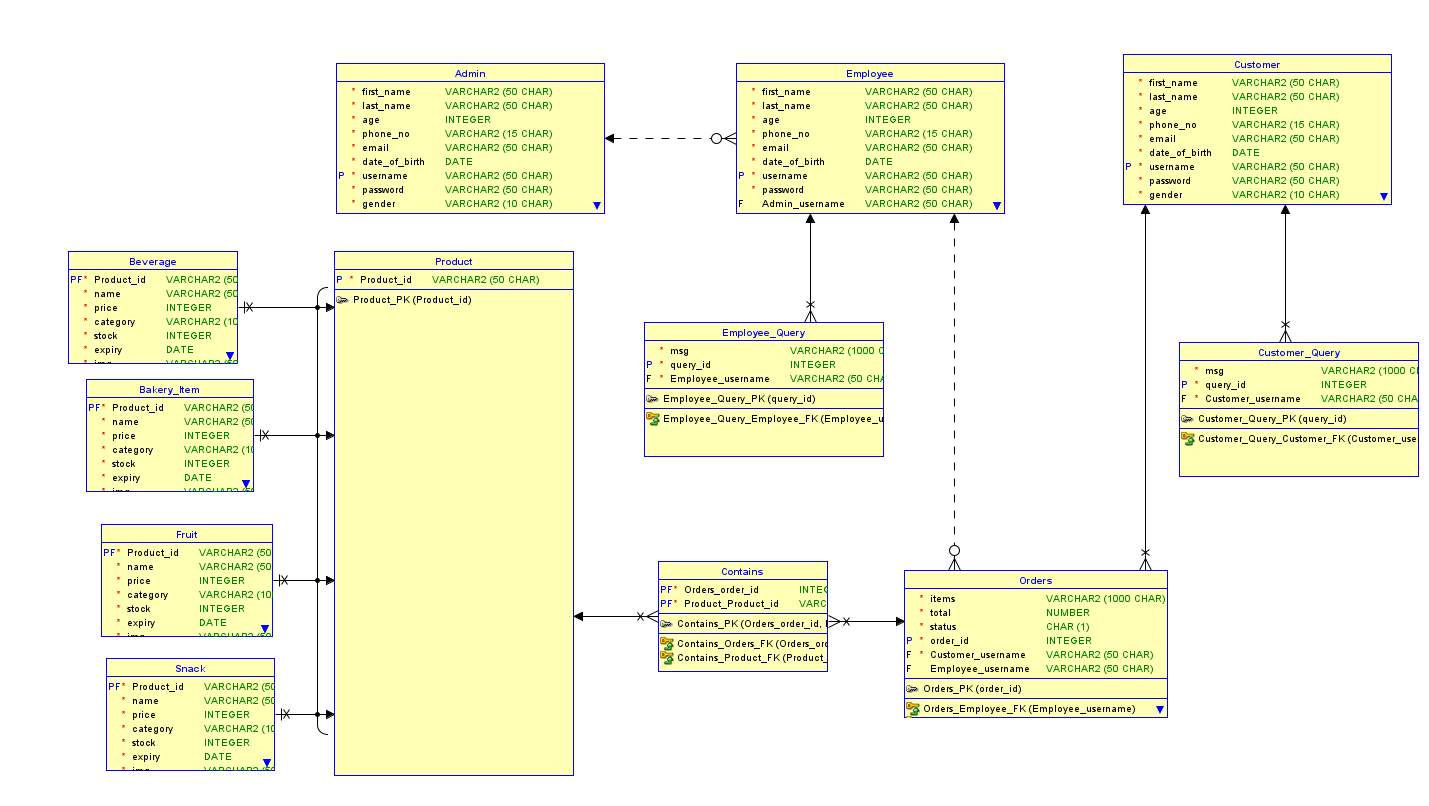 Admin
* first_name VARCHAR2 (50 CHAR)
* last_name VARCHAR2 (50 CHAR)
* age INTEGER
* phone_no VARCHAR2 (15 CHAR)
* email VARCHAR2 (50 CHAR)
* date_of_birth DATE
P * username VARCHAR2 (50 CHAR)
* password VARCHAR2 (50 CHAR)
* gender VARCHAR2 (10 CHAR)
Employee
* first_name VARCHAR2 (50 CHAR)
* last_name VARCHAR2 (50 CHAR)
* age INTEGER
* phone_no VARCHAR2 (15 CHAR)
* email VARCHAR2 (50 CHAR)
* date_of_birth DATE
P * username VARCHAR2 (50 CHAR)
* password VARCHAR2 (50 CHAR)
F Admin_username VARCHAR2 (50 CHAR)
Customer
* first_name VARCHAR2 (50 CHAR)
* last_name VARCHAR2 (50 CHAR)
* age INTEGER
* phone_no VARCHAR2 (15 CHAR)
* email VARCHAR2 (50 CHAR)
* date_of_birth DATE
P * username VARCHAR2 (50 CHAR)
* password VARCHAR2 (50 CHAR)
* gender VARCHAR2 (10 CHAR)
Beverage
PF* Product_id VARCHAR2 (50
* name VARCHAR2 (50
* price INTEGER
* category VARCHAR2 (10
* stock INTEGER
* expiry DATE
Product
P * Product_id VARCHAR2 (50 CHAR)
Product_PK (Product_id)
Employee_Query
* msg VARCHAR2 (1000 C
P * query_id INTEGER
F * Employee_username VARCHAR2 (50 CHA
Employee_Query_PK (query_id)
Employee_Query_Employee_FK (Employee_u
Customer_Query
* msg VARCHAR2 (1000 C
P * query_id INTEGER
F * Customer_username VARCHAR2 (50 CHA
Customer_Query_PK (query_id)
Customer_Query_Customer_FK (Customer_use
Bakery_Item
PF* Product_id VARCHAR2 (50
* name VARCHAR2 (50
* price INTEGER
* category VARCHAR2 (10
* stock INTEGER
* expiry DATE
Fruit
PF* Product_id VARCHAR2 (50
* name VARCHAR2 (50
* price INTEGER
* category VARCHAR2 (10
* stock INTEGER
* expiry DATE
Contains
PF* Orders_order_id INTEG
PF* Product_Product_id VARC
Contains_PK (Orders_order_id,
Contains_Orders_FK (Orders_ord
Contains_Product_FK (Product_
Orders
* items VARCHAR2 (1000 CHAR)
* total NUMBER
* status CHAR (1)
P * order_id INTEGER
F * Customer_username VARCHAR2 (50 CHAR)
F Employee_username VARCHAR2 (50 CHAR)
Orders_PK (order_id)
Orders_Employee_FK (Employee_username)
Snack
PF* Product_id VARCHAR2 (50
* name VARCHAR2 (50
* price INTEGER
* category VARCHAR2 (10
* stock INTEGER
* expiry DATE